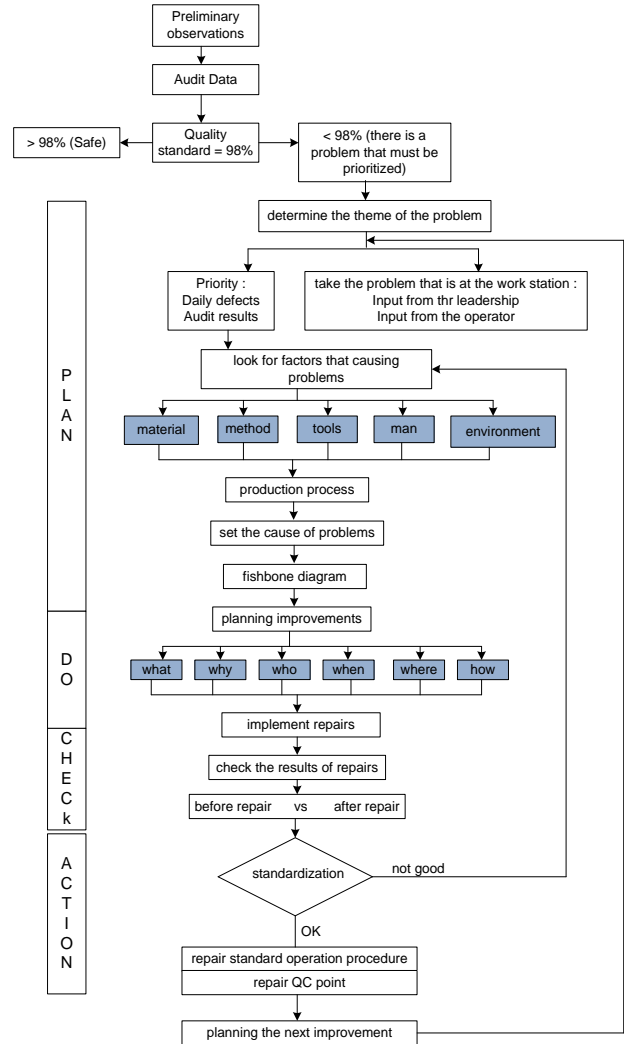 Preliminary
observations
Audit Data
> 98% (Safe)
Quality
standard = 98%
< 98% (there is a
problem that must be
prioritized)
determine the theme of the problem
Priority :
Daily defects
Audit results
take the problem that is at the work station :
Input from thr leadership
Input from the operator
look for factors that causing
problems
PLAN
material
method
tools
man
environment
production process
set the cause of problems
fishbone diagram
planning improvements
DO
what
why
who
when
where
how
implement repairs
CHECk
check the results of repairs
before repair vs after repair
ACTION
standardization
not good
OK
repair standard operation procedure
repair QC point
planning the next improvement